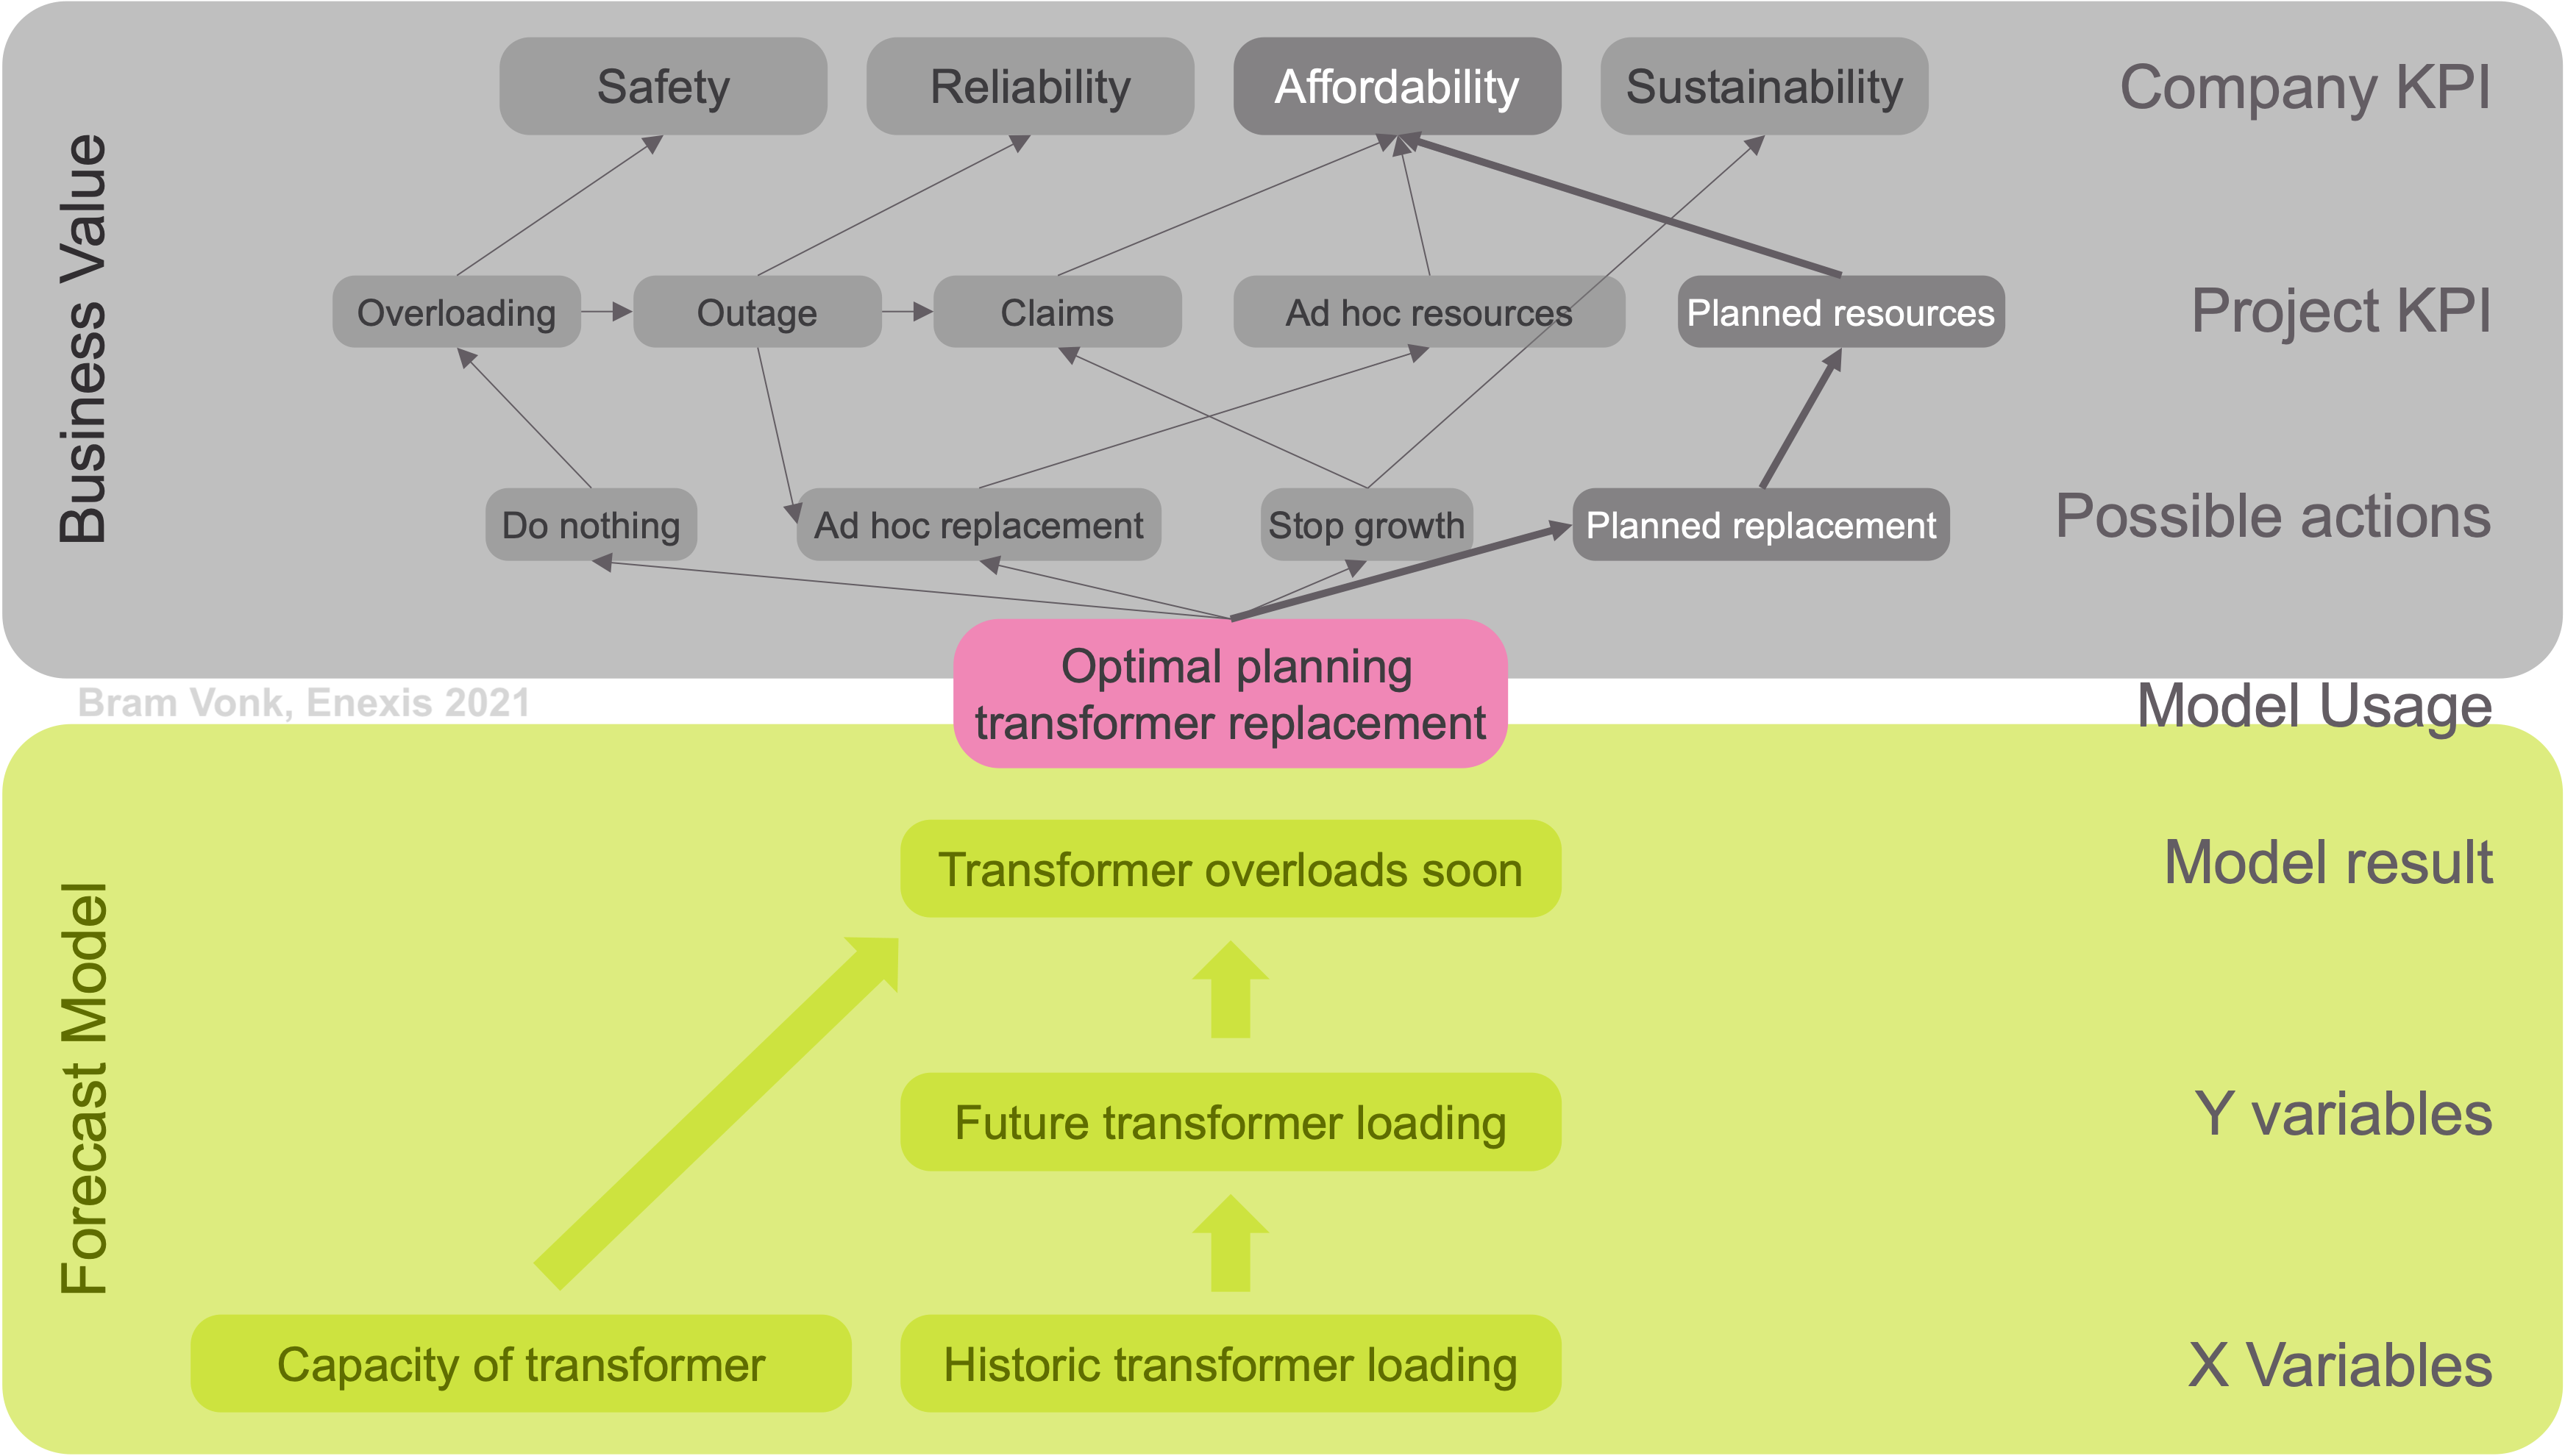 Business Value
Safety
Reliability
Affordability
Sustainability
Company KPI
Overloading
Outage
Claims
Ad hoc resources
Planned resources
Project KPI
Do nothing
Ad hoc replacement
Stop growth
Planned replacement
Possible actions
Optimal planning
transformer replacement
Bram Vonk, Enexis 2021
Model Usage
Forecast Model
Transformer overloads soon
Model result
Future transformer loading
Y variables
Capacity of transformer
Historic transformer loading
X Variables